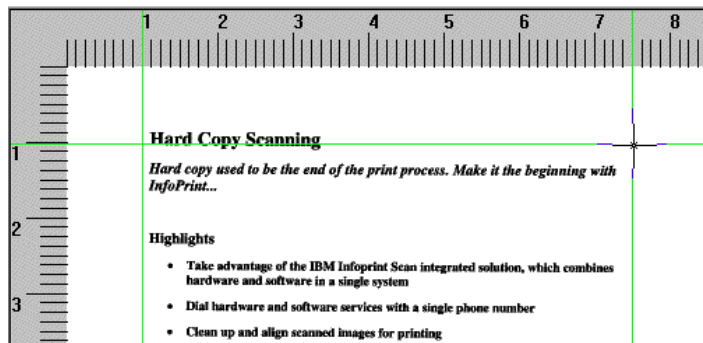 1 2 3 4 5 6 7 8
Hard Copy Scanning
1
Hard copy used to be the end of the print process. Make it the beginning with
InfoPrint...
2
Highlights
• Take advantage of the IBM Infoprint Scan integrated solution, which combines
hardware and software in a single system
3
• Dial hardware and software services with a single phone number
• Clean up and align scanned images for printing